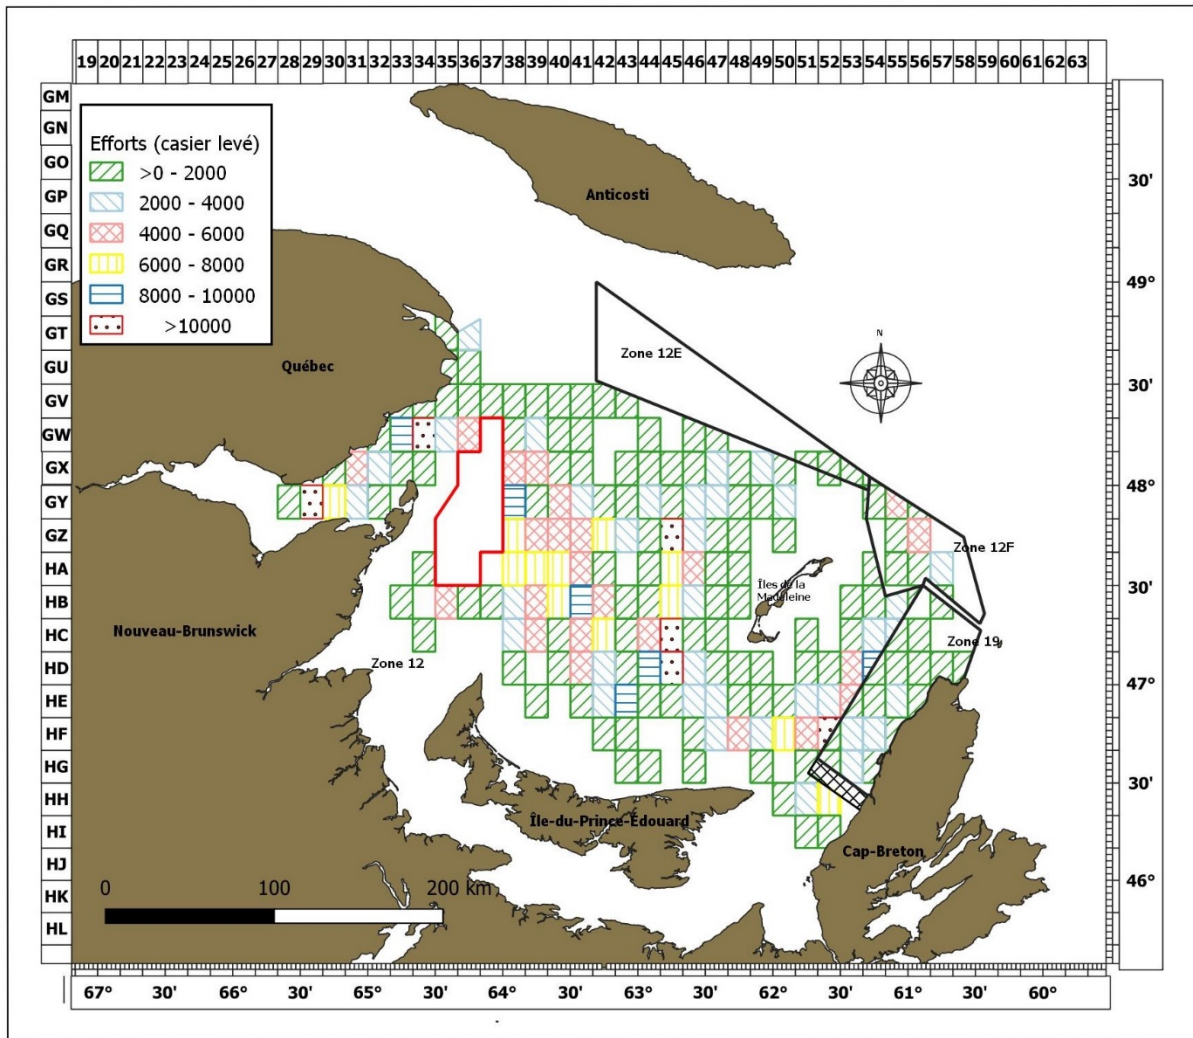 19 20 21 22 23 24 25 26 27 28 29 30 31 32 33 34 35 36 37 38 39 40 41 42 43 44 45 46 47 48 49 50 51 52 54 55 56 57 58 59 60 61 62 63
GM
GN
GO
GP
GQ
GR
GS
GT
GU
GV
GW
GX
GY
GZ
HA
HB
HC
HD
HE
HF
HG
HH
HI
HJ
HK
HL
Efforts (casier levé)
>0 - 2000
2000 - 4000
4000 - 6000
6000 - 8000
8000 - 10000
>10000
Anticosti
Québec
Zone 12E
N
Zone 12F
Îles de la
Madeleine
Nouveau-Brunswick
Zone 12
Zone 19
Île-du-Prince-Édouard
Cap-Breton
0 100 200 km
30'
49°
30'
48°
30'
47°
30'
46°
67° 30' 66° 30' 65° 30' 64° 30' 63° 30' 62° 30' 61° 30' 60°